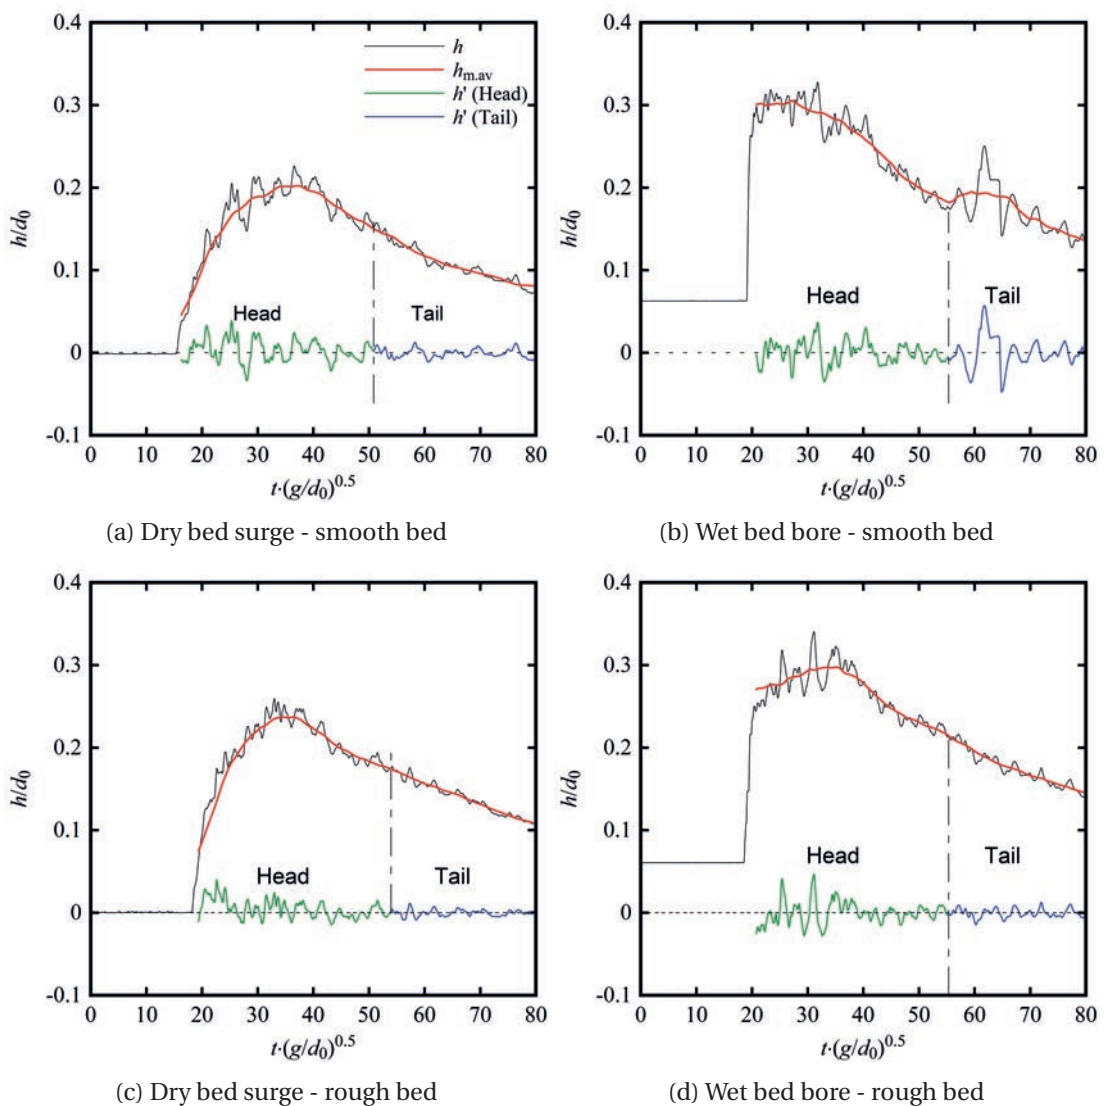 0.4
0.3
0.2
0.1
0
-0.1
h/d0
h
hm.av
h' (Head)
h' (Tail)
Head
Tail
0 10 20 30 40 50 60 70 80
t·(g/d0)^0.5
(a) Dry bed surge - smooth bed
0.4
0.3
0.2
0.1
0
-0.1
h/d0
Head
Tail
0 10 20 30 40 50 60 70 80
t·(g/d0)^0.5
(b) Wet bed bore - smooth bed
0.4
0.3
0.2
0.1
0
-0.1
h/d0
Head
Tail
0 10 20 30 40 50 60 70 80
t·(g/d0)^0.5
(c) Dry bed surge - rough bed
0.4
0.3
0.2
0.1
0
-0.1
h/d0
Head
Tail
0 10 20 30 40 50 60 70 80
t·(g/d0)^0.5
(d) Wet bed bore - rough bed